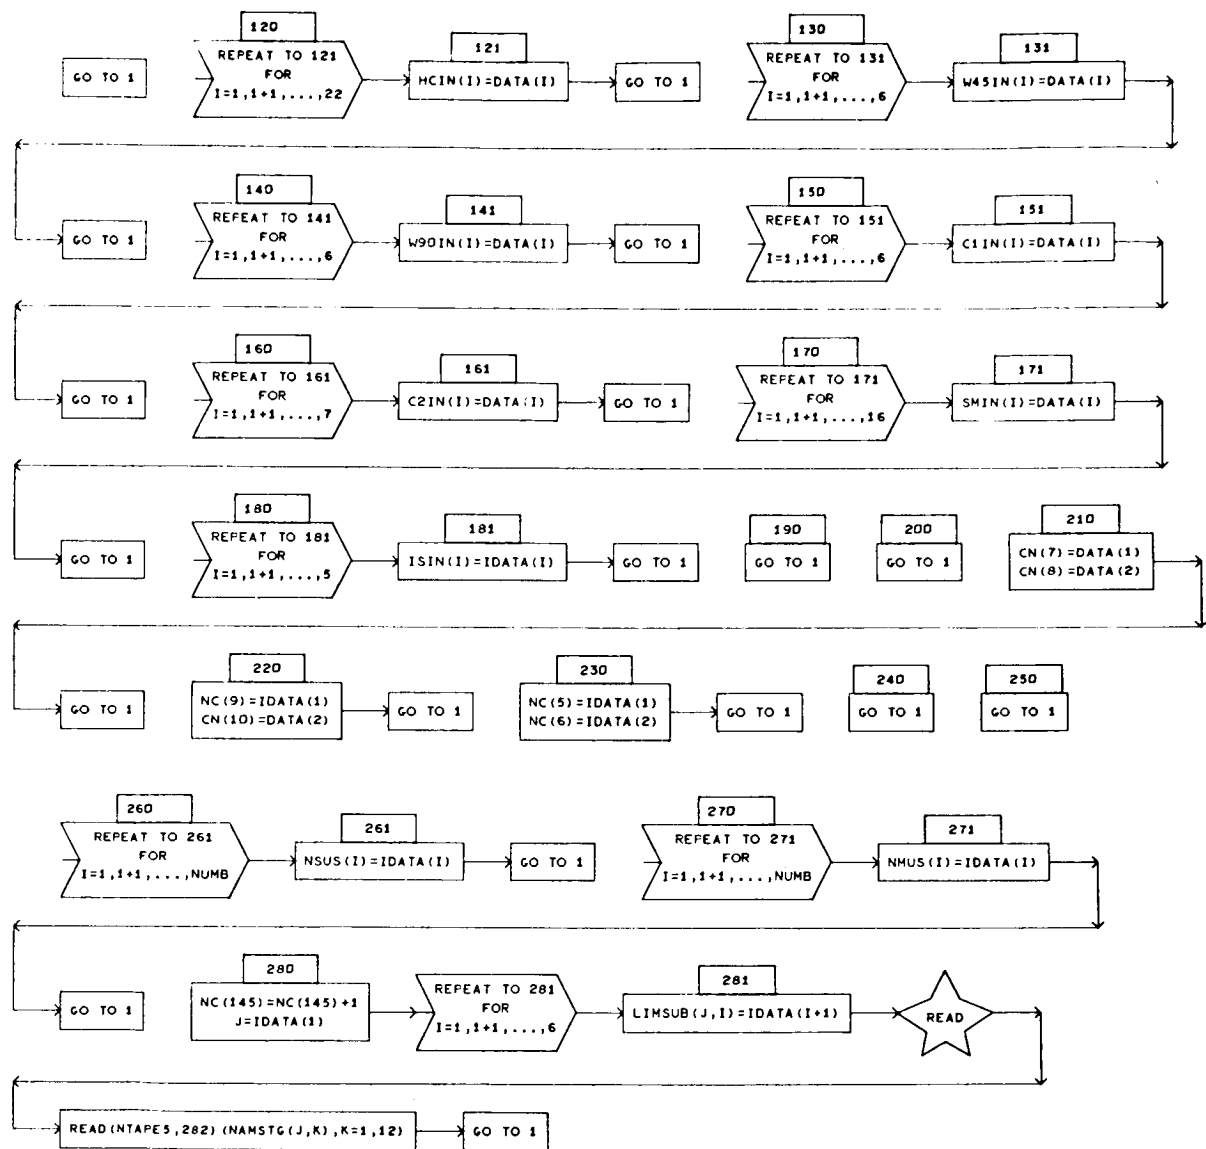 GO TO 1
120
REPEAT TO 121
FOR
I=1,1+1,...,22
121
HCIN(I)=DATA(I)
GO TO 1
130
REPEAT TO 131
FOR
I=1,1+1,...,6
131
W45IN(I)=DATA(I)
GO TO 1
140
REPEAT TO 141
FOR
I=1,1+1,...,6
141
W90IN(I)=DATA(I)
GO TO 1
150
REPEAT TO 151
FOR
I=1,1+1,...,6
151
C1IN(I)=DATA(I)
GO TO 1
160
REPEAT TO 161
FOR
I=1,1+1,...,7
161
C2IN(I)=DATA(I)
GO TO 1
170
REPEAT TO 171
FOR
I=1,1+1,...,16
171
SMIN(I)=DATA(I)
GO TO 1
180
REPEAT TO 181
FOR
I=1,1+1,...,5
181
ISIN(I)=IDATA(I)
GO TO 1
190
GO TO 1
200
GO TO 1
210
CN(7)=DATA(1)
CN(8)=DATA(2)
GO TO 1
220
NC(9)=IDATA(1)
CN(10)=DATA(2)
GO TO 1
230
NC(5)=IDATA(1)
NC(6)=IDATA(2)
GO TO 1
240
GO TO 1
250
GO TO 1
260
REPEAT TO 261
FOR
I=1,1+1,...,NUMB
261
NSUS(I)=IDATA(I)
GO TO 1
270
REPEAT TO 271
FOR
I=1,1+1,...,NUMB
271
NMUS(I)=IDATA(I)
GO TO 1
280
NC(145)=NC(145)+1
J=IDATA(1)
REPEAT TO 281
FOR
I=1,1+1,...,6
281
LIMSUB(J,I)=IDATA(I+1)
READ
READ(NTAPE5,282)(NAMSTG(J,K),K=1,12)
GO TO 1